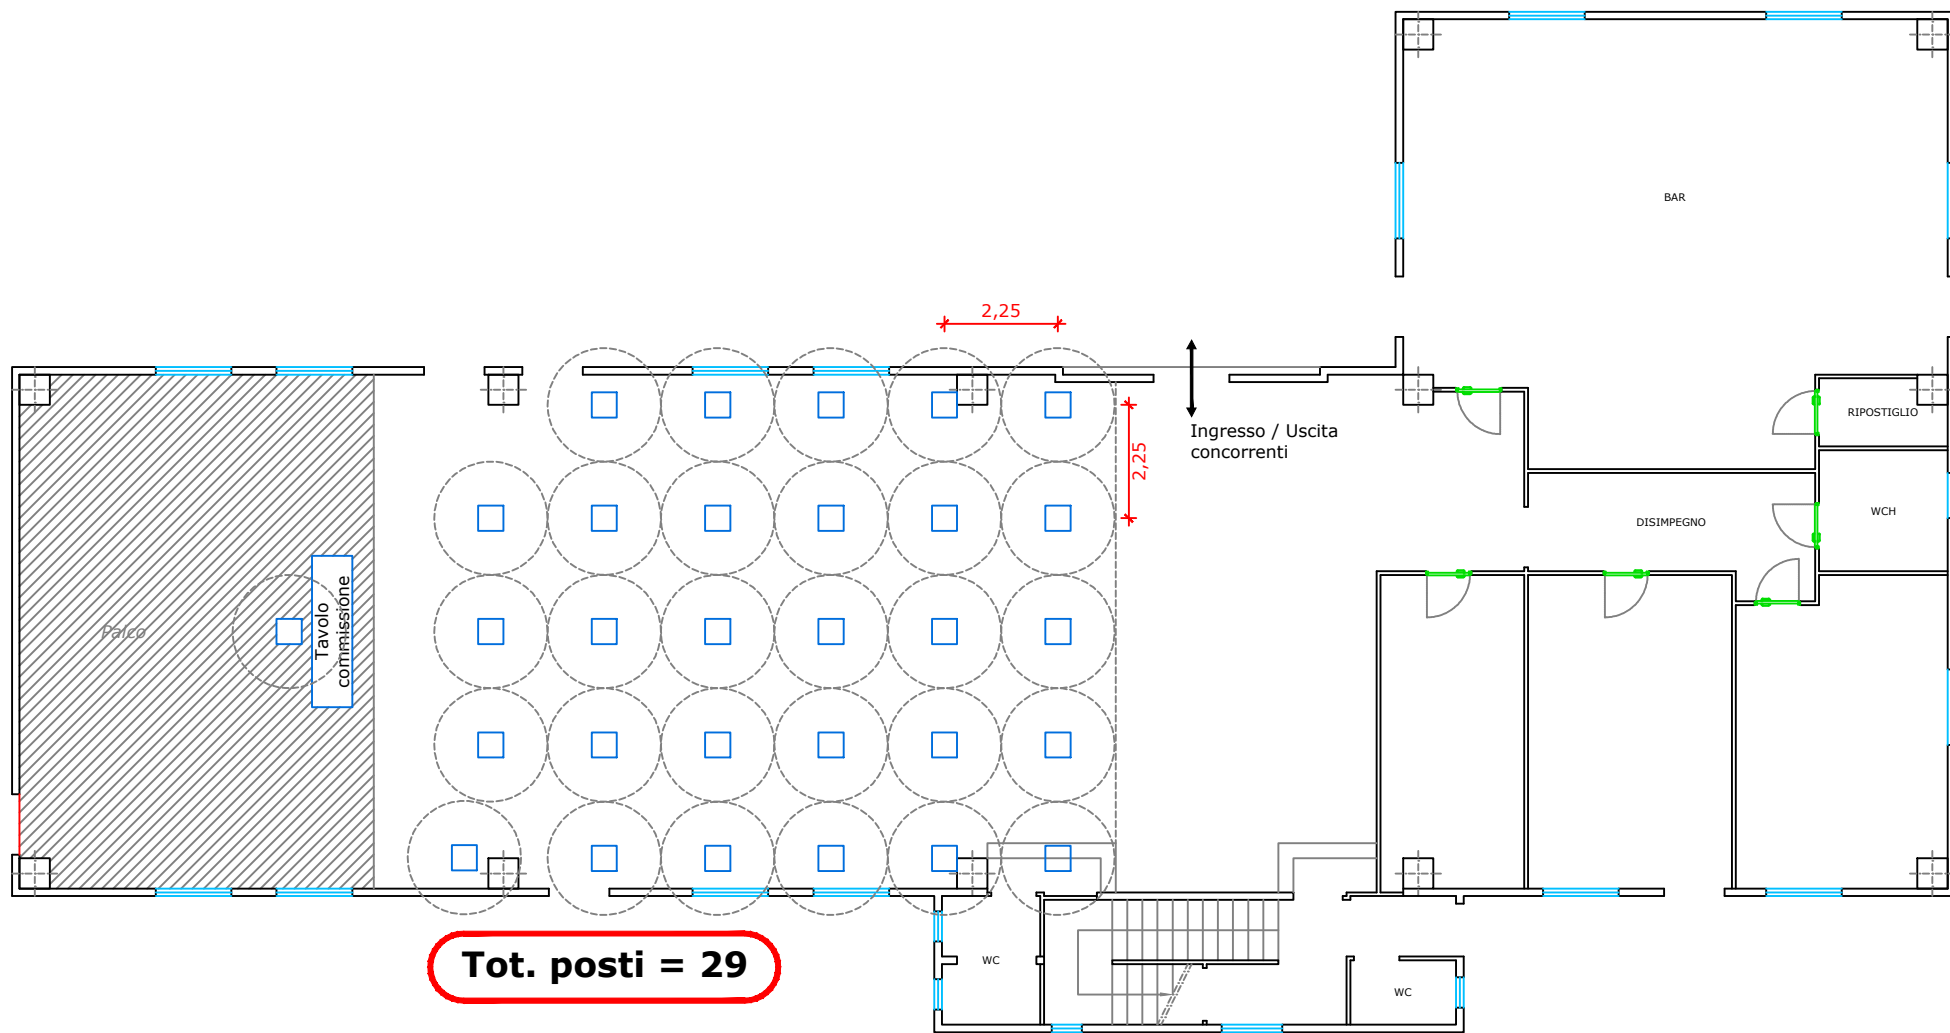 BAR
2,25
RIPOSTIGLIO
Ingresso / Uscita
concorrenti
2,25
WCH
DISIMPEGNO
Palco
Tavolo
commissione
Tot. posti = 29
WC
WC